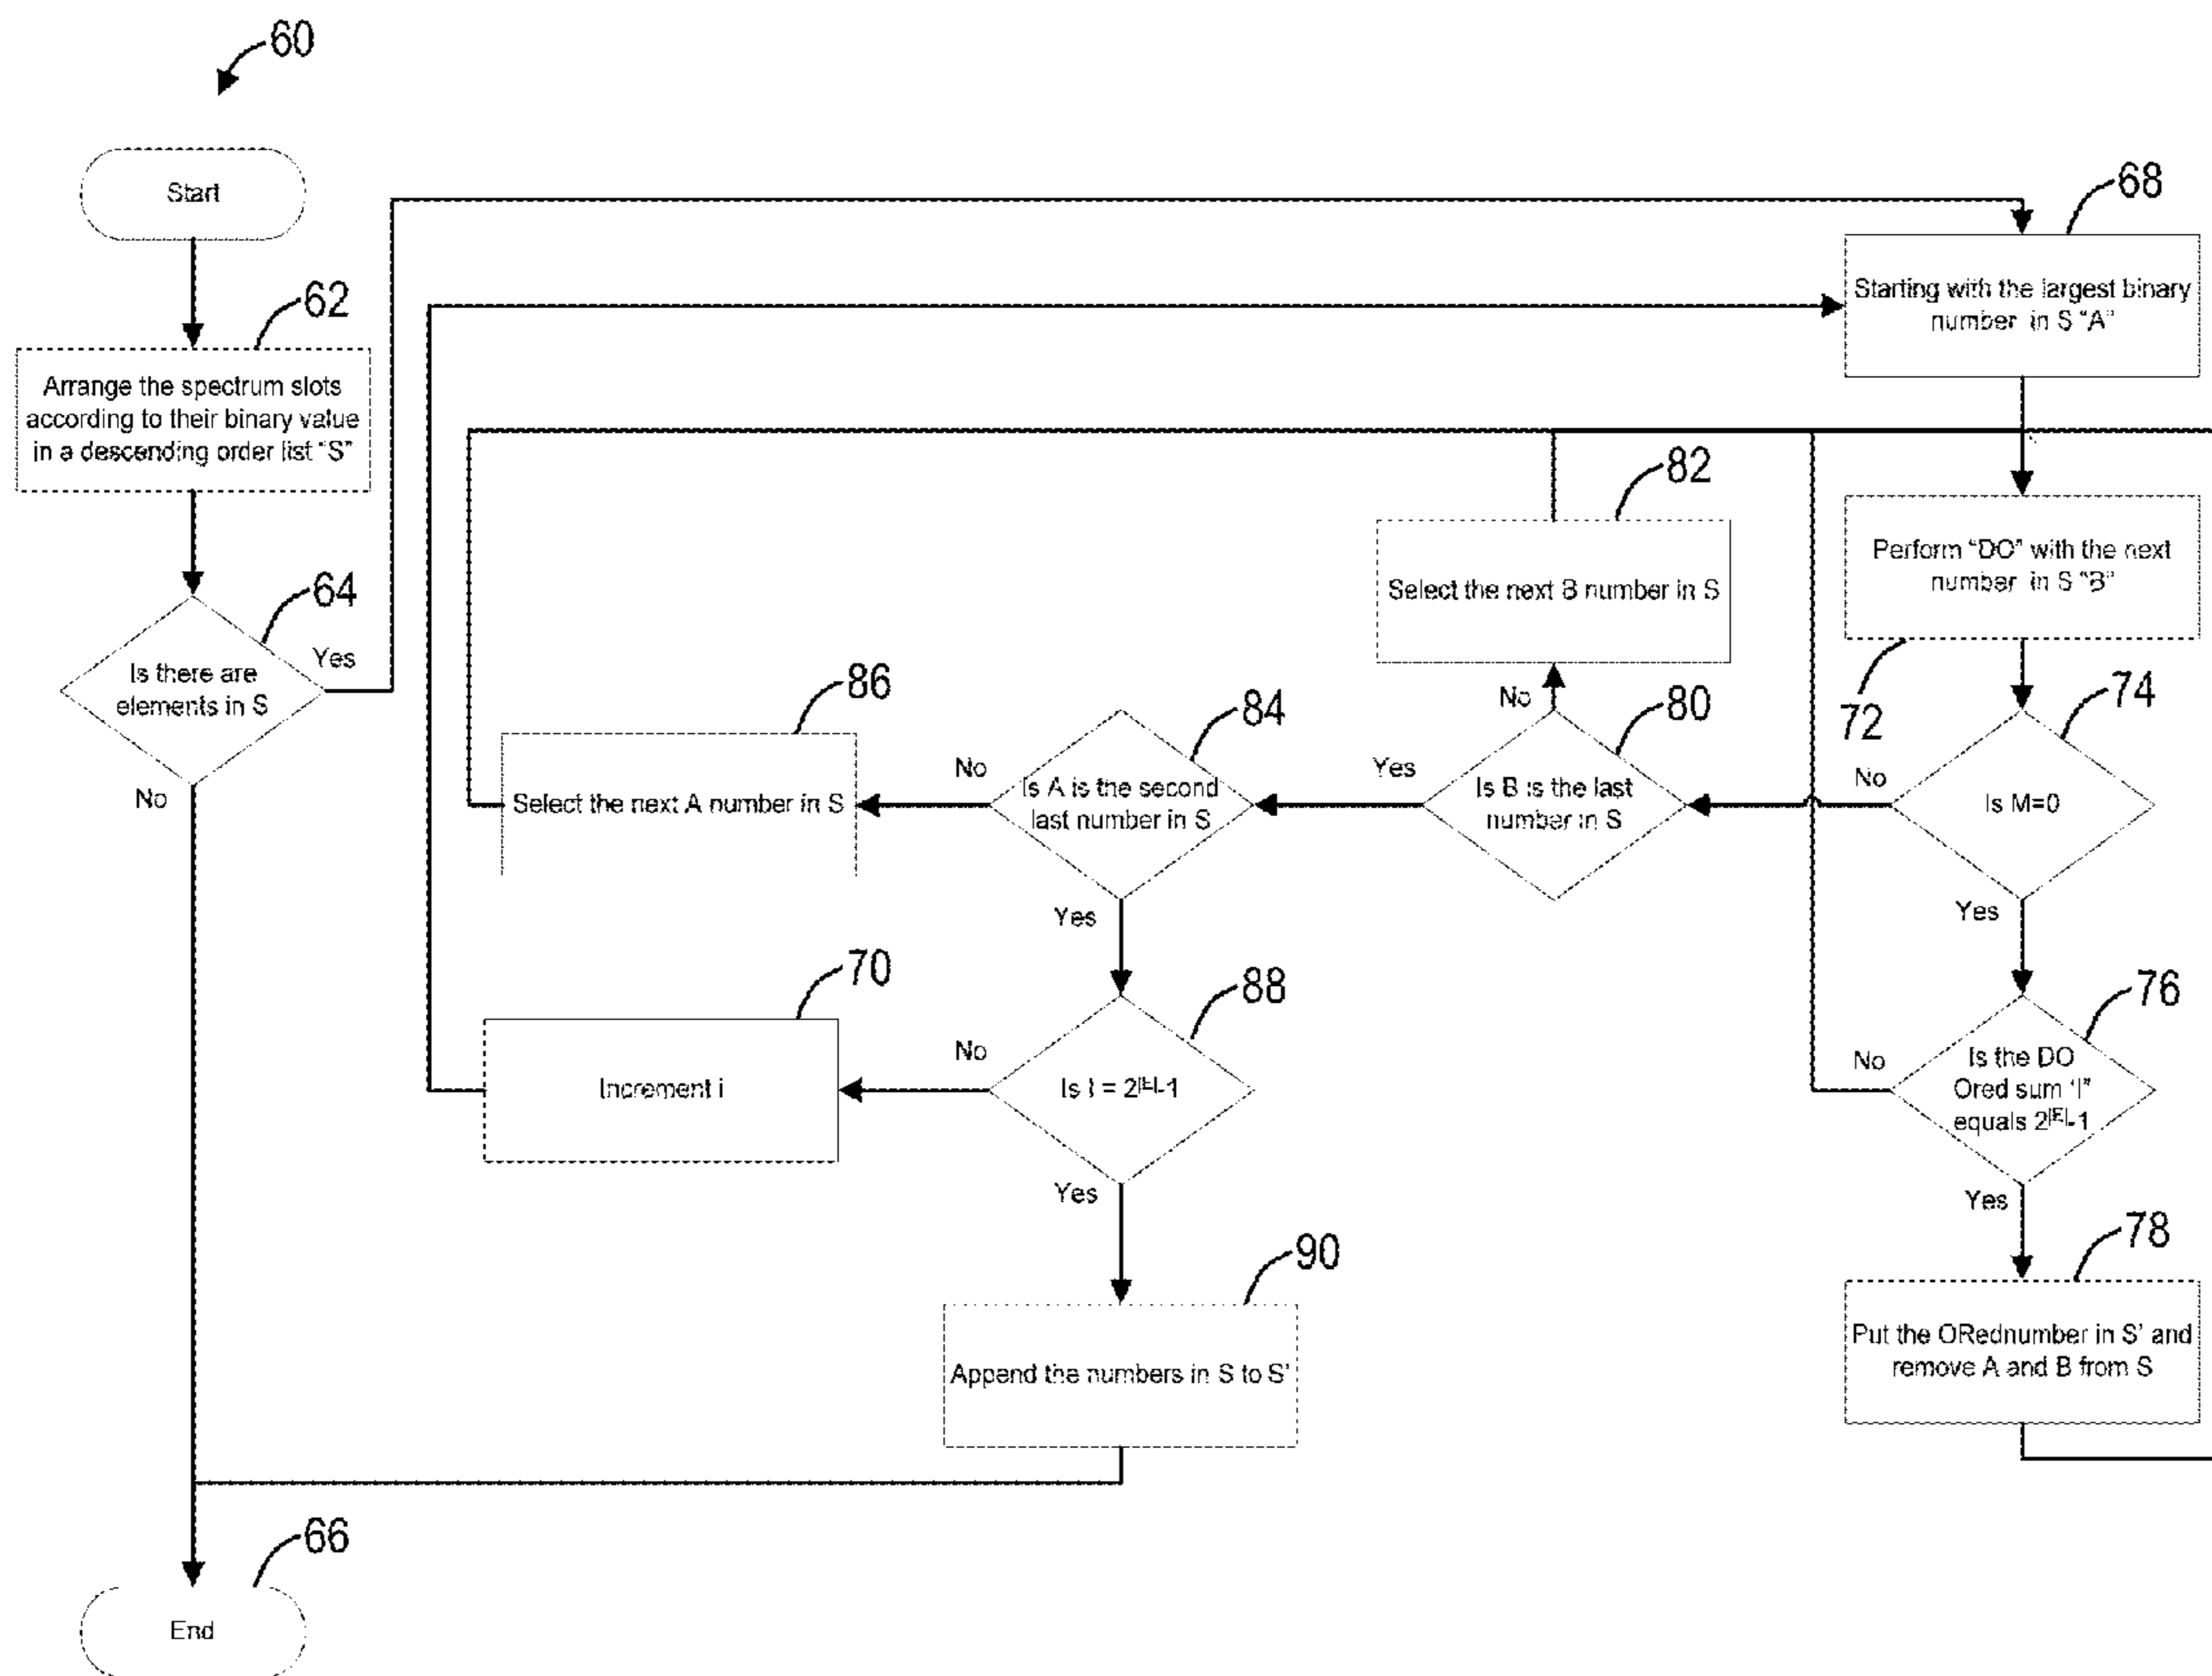 60
Start
68
Starting with the largest binary
number in S "A"
62
Arrange the spectrum slots
according to their binary value
in a descending order list "S"
82
Select the next B number in S
Perform "DO" with the next
number in S "B"
72
64
Is there are
elements in S
Yes
No
86
Select the next A number in S
84
Is A is the second
last number in S
No
Yes
80
Is B is the last
number in S
No
Yes
74
Is M=0
No
Yes
70
Increment i
88
Is I = 2^|E|-1
No
Yes
76
Is the DO
Ored sum "I"
equals 2^|E|-1
No
Yes
90
Append the numbers in S to S'
78
Put the ORednumber in S' and
remove A and B from S
66
End